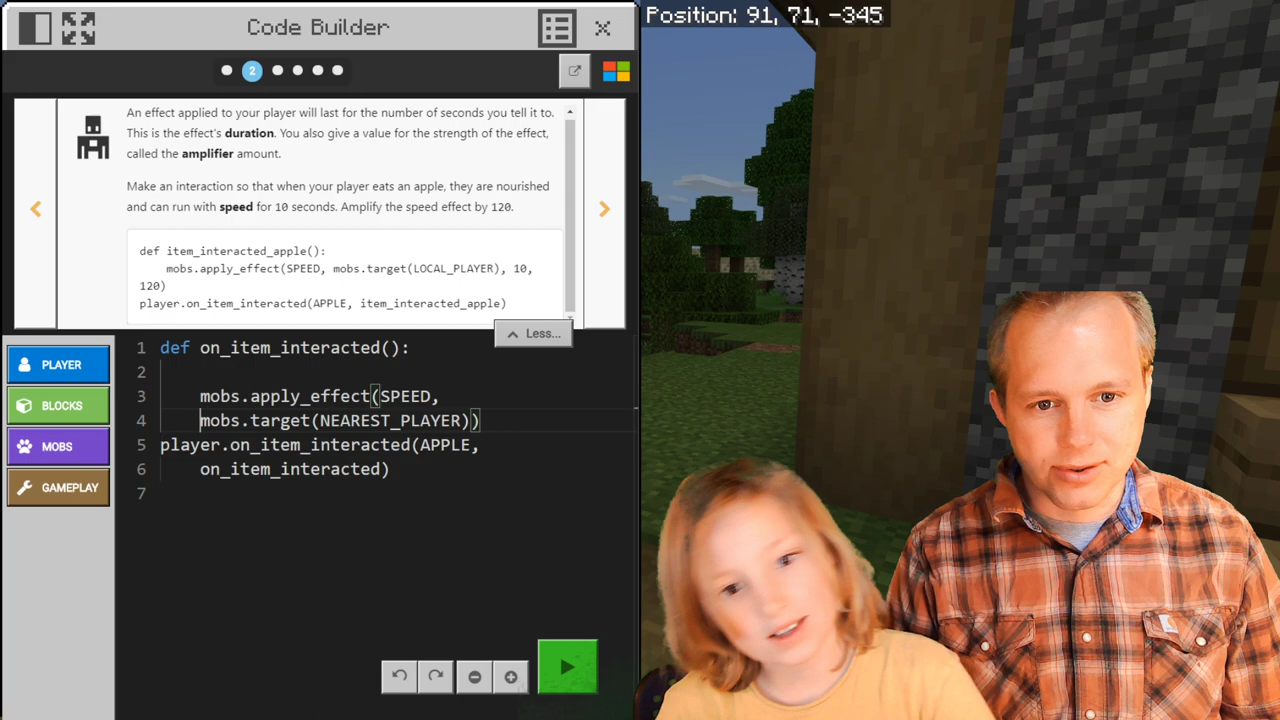 Code Builder
Position: 91, 71, -345
2
An effect applied to your player will last for the number of seconds you tell it to.
This is the effect's duration. You also give a value for the strength of the effect,
called the amplifier amount.
Make an interaction so that when your player eats an apple, they are nourished
and can run with speed for 10 seconds. Amplify the speed effect by 120.
def item_interacted_apple():
mobs.apply_effect(SPEED, mobs.target(LOCAL_PLAYER), 10,
120)
player.on_item_interacted(APPLE, item_interacted_apple)
Less...
PLAYER
BLOCKS
MOBS
GAMEPLAY
1 def on_item_interacted():
2
3 mobs.apply_effect(SPEED,
4 mobs.target(NEAREST_PLAYER))
5 player.on_item_interacted(APPLE,
6 on_item_interacted)
7